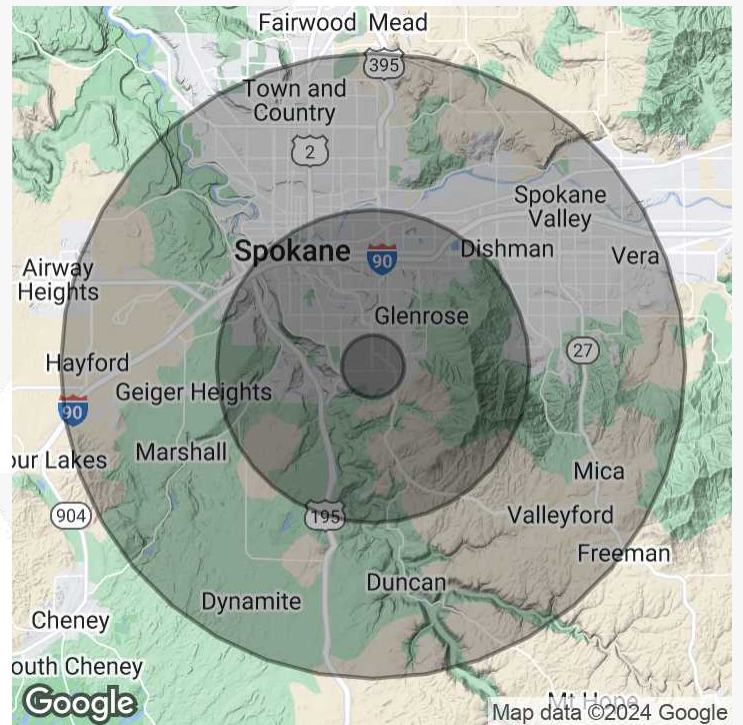 Fairwood Mead
395
Town and
Country
2
Spokane
Valley
Spokane
90
Dishman
Vera
Airway
Heights
Glenrose
27
Hayford
Geiger Heights
90
Marshall
our Lakes
Mica
904
195
Valleyford
Freeman
Duncan
Dynamite
Cheney
outh Cheney
Mt Hope
Google
Map data ©2024 Google